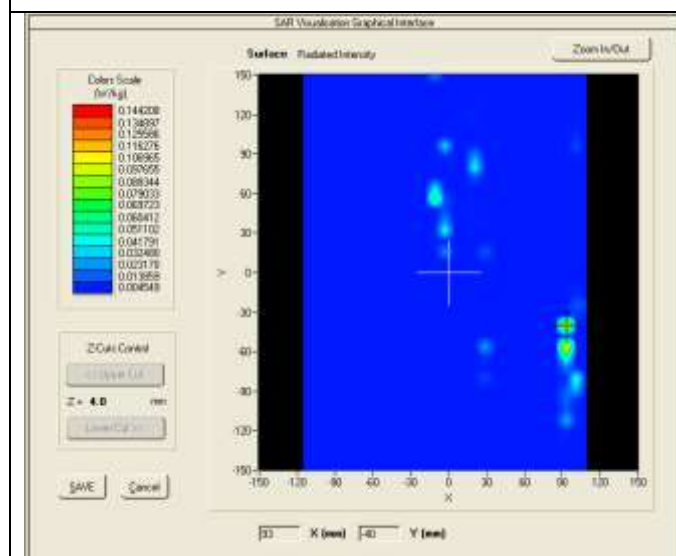 SAR Visualisation Graphical Interface
Surface Radiated Intensity
Zoom In/Out
Colors Scale
(W/Kg)
0.144208
0.134897
0.116276
0.106965
0.097655
0.088344
0.079033
0.069723
0.060412
0.051102
0.041791
0.032480
0.023170
0.013859
0.004549
150
120
90
60
30
0
-30
-60
-90
-120
-150
Y
-150 -120 -90 -60 -30 0 30 60 90 120 150
X
Z-Cuts Control
Z = 4.0 mm
SAVE Cancel
X (mm) -40 Y (mm)